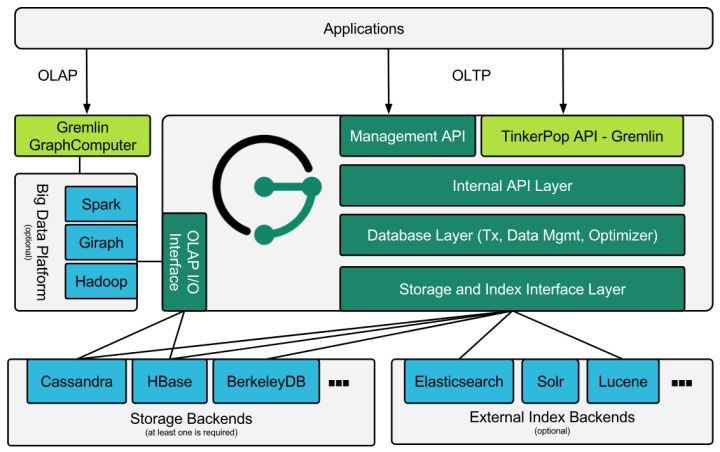 Applications
OLAP
OLTP
Gremlin
GraphComputer
Management API
TinkerPop API - Gremlin
Big Data Platform
(optional)
Spark
Giraph
Hadoop
OLAP I/O
Interface
Internal API Layer
Database Layer (Tx, Data Mgmt, Optimizer)
Storage and Index Interface Layer
Cassandra
HBase
BerkeleyDB
Storage Backends
(at least one is required)
Elasticsearch
Solr
Lucene
External Index Backends
(optional)